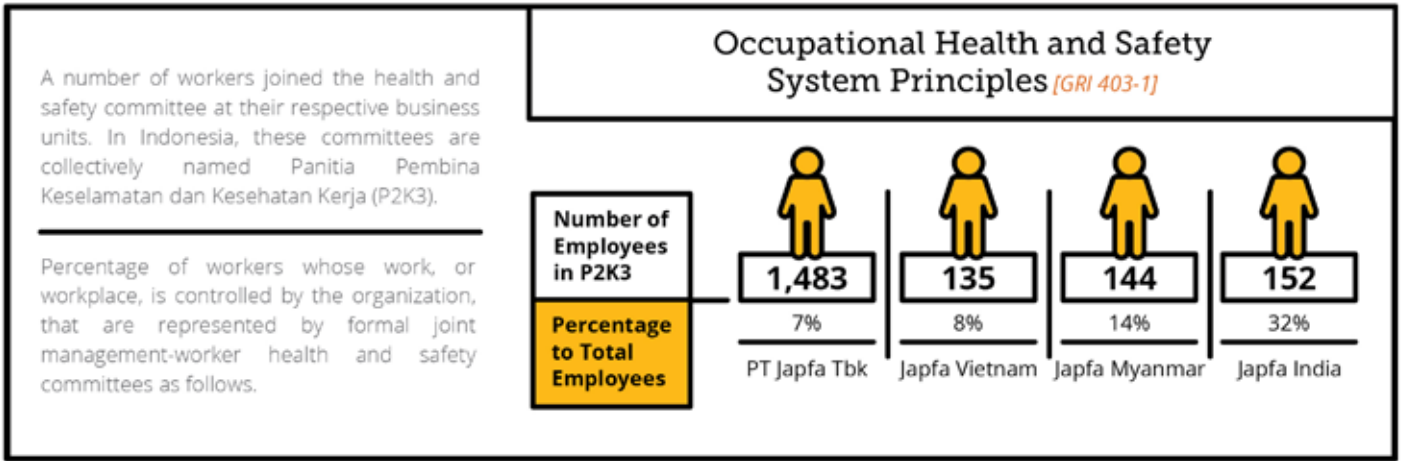 A number of workers joined the health and
safety committee at their respective business
units. In Indonesia, these committees are
collectively named Panitia Pembina
Keselamatan dan Kesehatan Kerja (P2K3).
Percentage of workers whose work, or
workplace, is controlled by the organization,
that are represented by formal joint
management-worker health and safety
committees as follows.
Occupational Health and Safety
System Principles [GRI 403-1]
Number of
Employees
in P2K3
1,483 135 144 152
Percentage
to Total
Employees
7% 8% 14% 32%
PT Japfa Tbk Japfa Vietnam Japfa Myanmar Japfa India